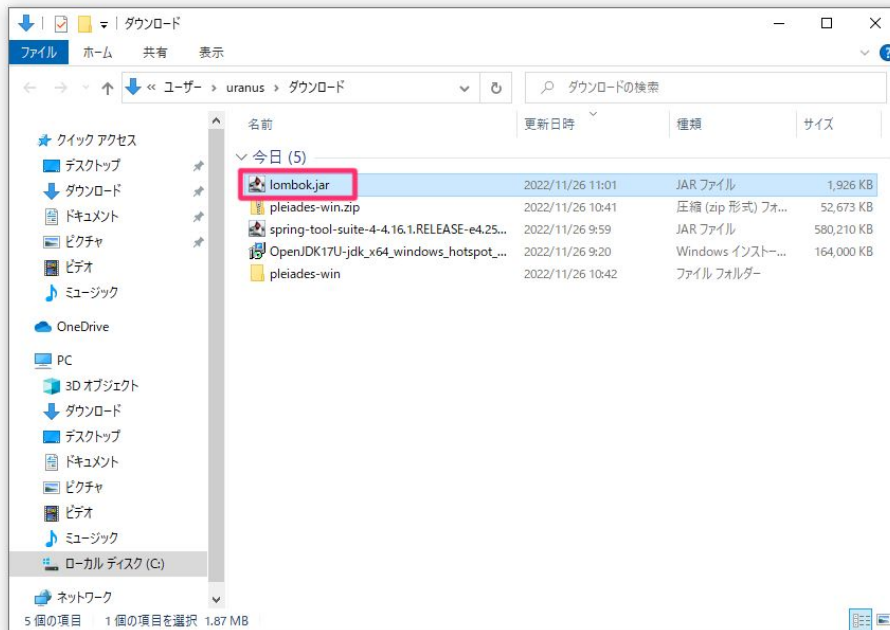 ダウンロード
ファイル ホーム 共有 表示
« ユーザー › uranus › ダウンロード ダウンロードの検索
名前 更新日時 種類 サイズ
クイック アクセス
デスクトップ
ダウンロード
ドキュメント
ピクチャ
ビデオ
ミュージック
OneDrive
PC
3D オブジェクト
ダウンロード
デスクトップ
ドキュメント
ピクチャ
ビデオ
ミュージック
ローカル ディスク (C:)
ネットワーク
今日 (5)
lombok.jar 2022/11/26 11:01 JAR ファイル 1,926 KB
pleiades-win.zip 2022/11/26 10:41 圧縮 (zip 形式) フォ... 52,673 KB
spring-tool-suite-4-4.16.1.RELEASE-e4.25... 2022/11/26 9:59 JAR ファイル 580,210 KB
OpenJDK17U-jdk_x64_windows_hotspot_... 2022/11/26 9:20 Windows インストー... 164,000 KB
pleiades-win 2022/11/26 10:42 ファイル フォルダー
5 個の項目 1 個の項目を選択 1.87 MB